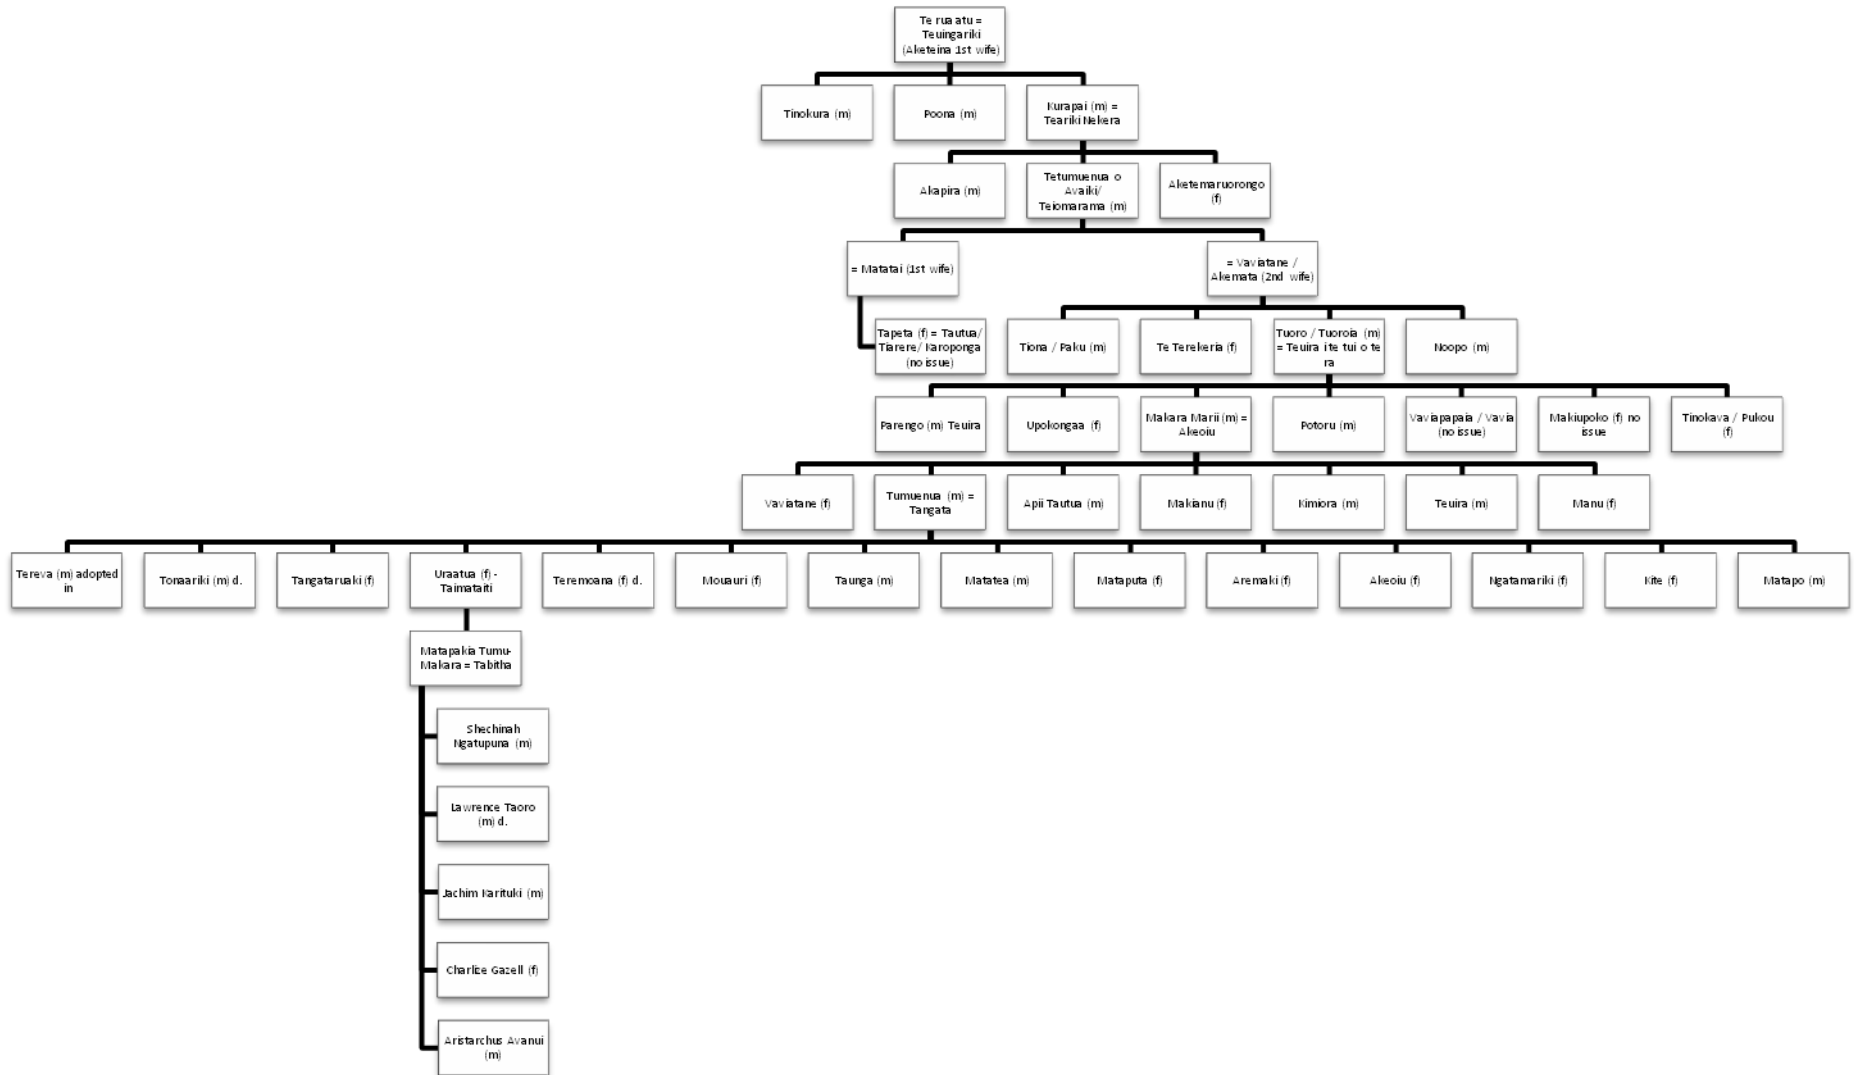 Te rua atu =
Teuingariki
(Aketeina 1st wife)
Tinokura (m)
Poona (m)
Kurapai (m) =
Teariki Nekera
Akapira (m)
Tetumuenua o
Avaiki/
Teiomarama (m)
Aketemaruorongo
(f)
= Matatai (1st wife)
= Vaviatane /
Akemata (2nd wife)
Tapeta (f) = Tautua/
Tiarere/ Karoponga
(no issue)
Tiona / Paku (m)
Te Terekeria (f)
Tuoro / Tuoroia (m)
= Teuira i te tui o te
ra
Noopo (m)
Parengo (m) Teuira
Upokongaa (f)
Makara Marii (m) =
Akeoiu
Potoru (m)
Vaviapapaia / Vavia
(no issue)
Makiupoko (f) no
issue
Tinokava / Pukou
(f)
Vaviatane (f)
Tumuenua (m) =
Tangata
Apii Tautua (m)
Makianu (f)
Kimiora (m)
Teuira (m)
Manu (f)
Tereva (m) adopted
in
Tonaariki (m) d.
Tangataruaki (f)
Uraatua (f) -
Taimataiti
Teremoana (f) d.
Mouauri (f)
Taunga (m)
Matatea (m)
Mataputa (f)
Aremaki (f)
Akeoiu (f)
Ngatamariki (f)
Kite (f)
Matapo (m)
Matapakia Tumu-
Makara = Tabitha
Shechinah
Ngatupuna (m)
Lawrence Taoro
(m) d.
Jachim Karituki (m)
Charlize Gazell (f)
Aristarchus Avanui
(m)